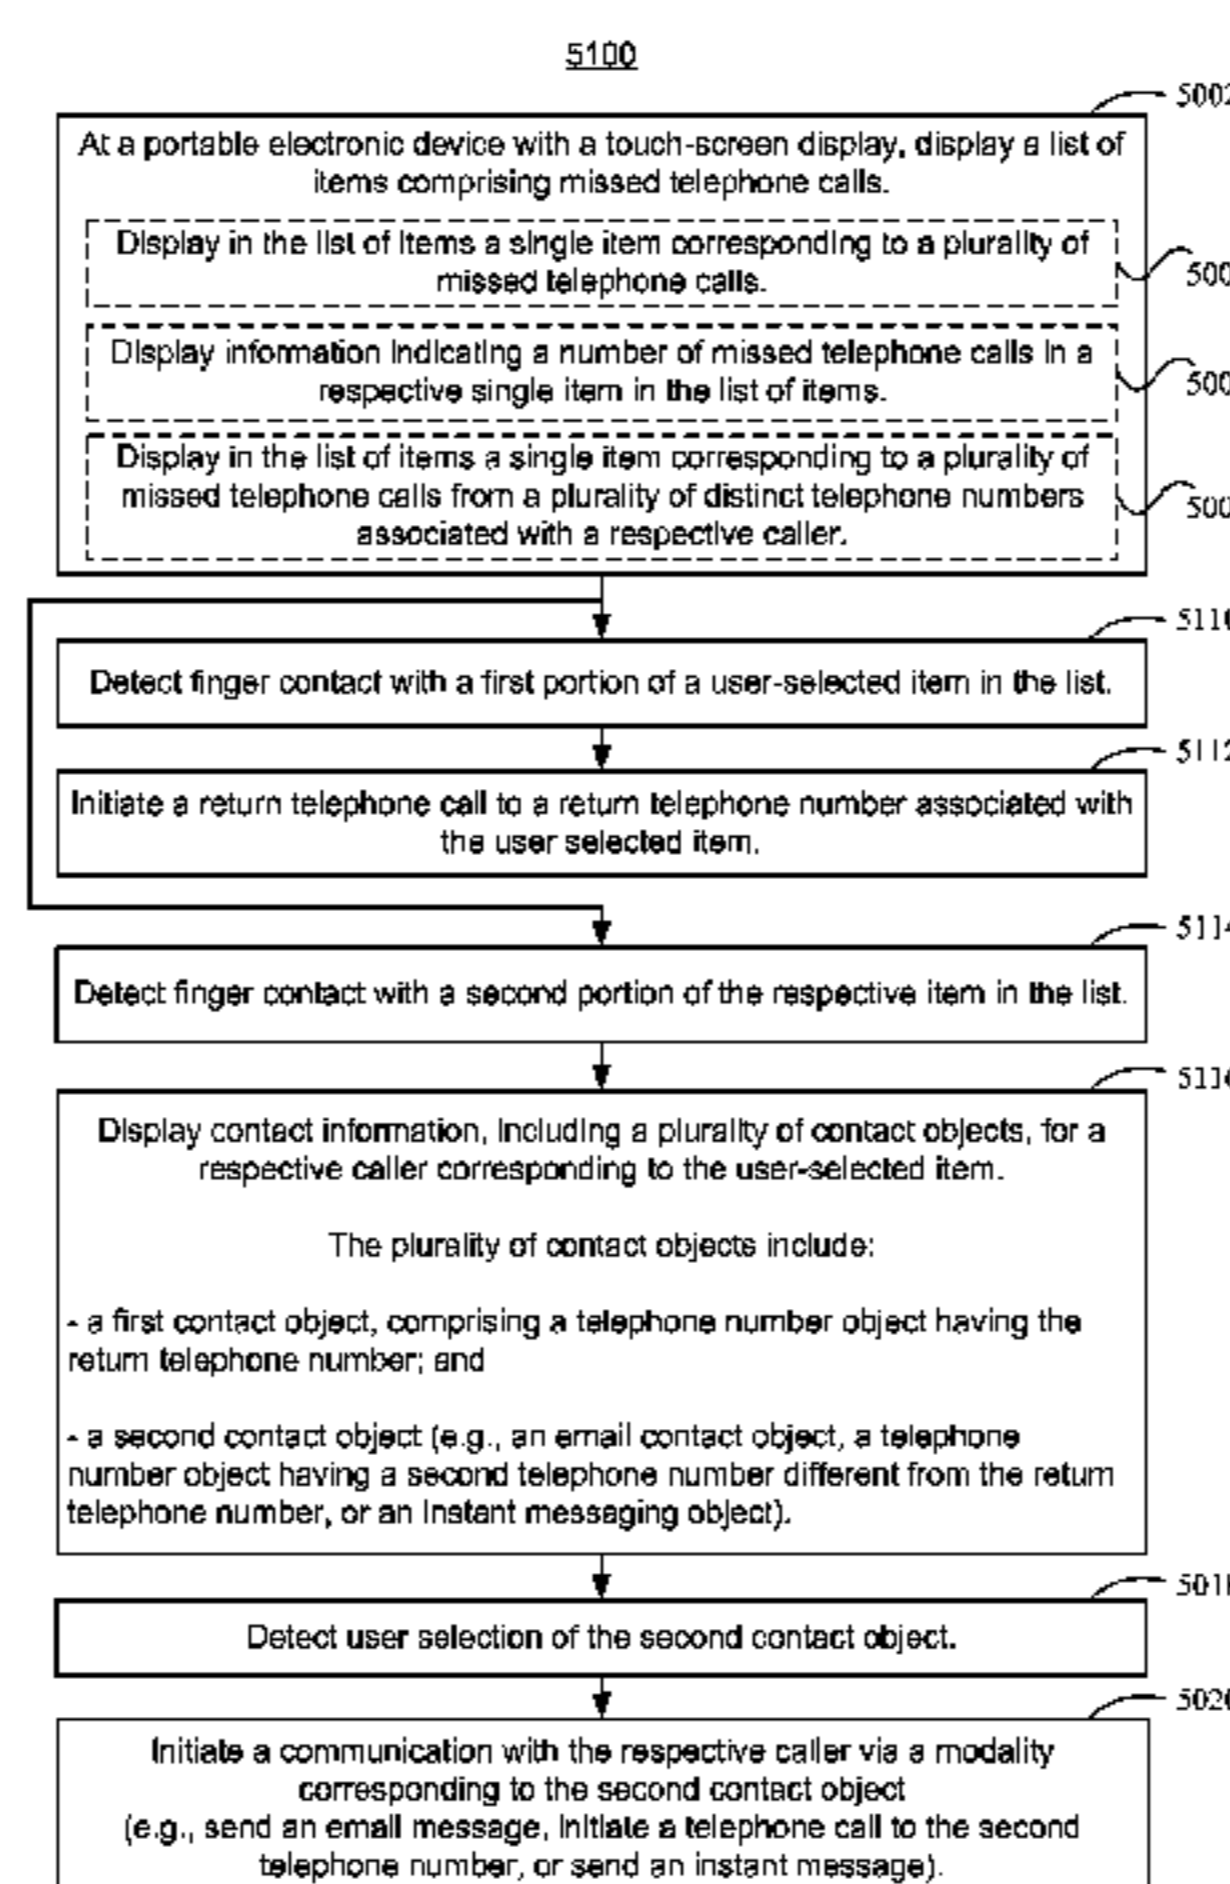 5100
5002
At a portable electronic device with a touch-screen display, display a list of
items comprising missed telephone calls.
Display in the list of items a single item corresponding to a plurality of
missed telephone calls.
500
Display information indicating a number of missed telephone calls in a
respective single item in the list of items.
500
Display in the list of items a single item corresponding to a plurality of
missed telephone calls from a plurality of distinct telephone numbers
associated with a respective caller.
500
5110
Detect finger contact with a first portion of a user-selected item in the list.
5112
Initiate a return telephone call to a return telephone number associated with
the user selected item.
5114
Detect finger contact with a second portion of the respective item in the list.
5116
Display contact information, including a plurality of contact objects, for a
respective caller corresponding to the user-selected item.
The plurality of contact objects include:
- a first contact object, comprising a telephone number object having the
return telephone number; and
- a second contact object (e.g., an email contact object, a telephone
number object having a second telephone number different from the return
telephone number, or an instant messaging object).
501
Detect user selection of the second contact object.
5020
Initiate a communication with the respective caller via a modality
corresponding to the second contact object
(e.g., send an email message, initiate a telephone call to the second
telephone number, or send an instant message).